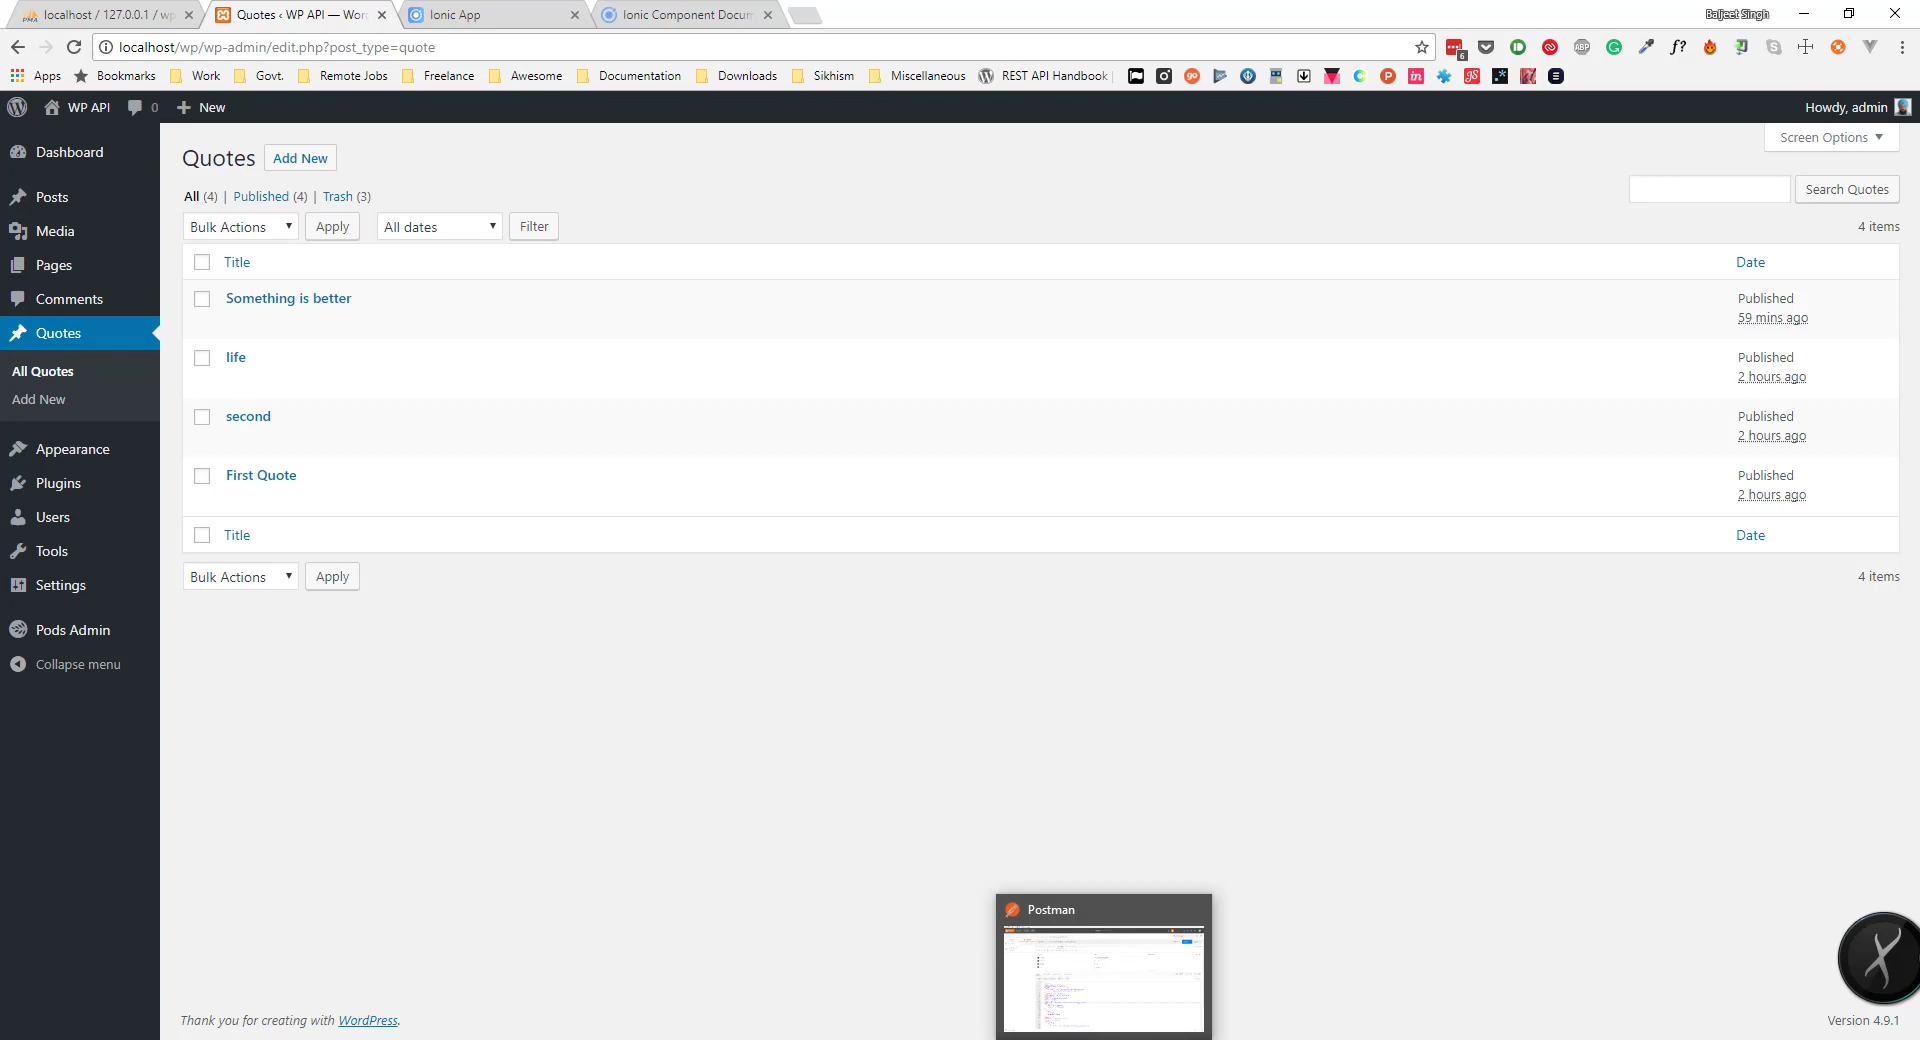 localhost / 127.0.0.1 / wp
Quotes ‹ WP API — Wor
Ionic App
Ionic Component Docum
Baljeet Singh
localhost/wp/wp-admin/edit.php?post_type=quote
6
ABP
f?
Apps
Bookmarks
Work
Govt.
Remote Jobs
Freelance
Awesome
Documentation
Downloads
Sikhism
Miscellaneous
REST API Handbook
WP API
0
New
Howdy, admin
Screen Options
Dashboard
Posts
Media
Pages
Comments
Quotes
All Quotes
Add New
Appearance
Plugins
Users
Tools
Settings
Pods Admin
Collapse menu
Quotes
Add New
All (4) | Published (4) | Trash (3)
Search Quotes
Bulk Actions
Apply
All dates
Filter
4 items
Title
Date
Something is better
Published
59 mins ago
life
Published
2 hours ago
second
Published
2 hours ago
First Quote
Published
2 hours ago
Title
Date
Bulk Actions
Apply
4 items
Postman
Thank you for creating with WordPress.
Version 4.9.1